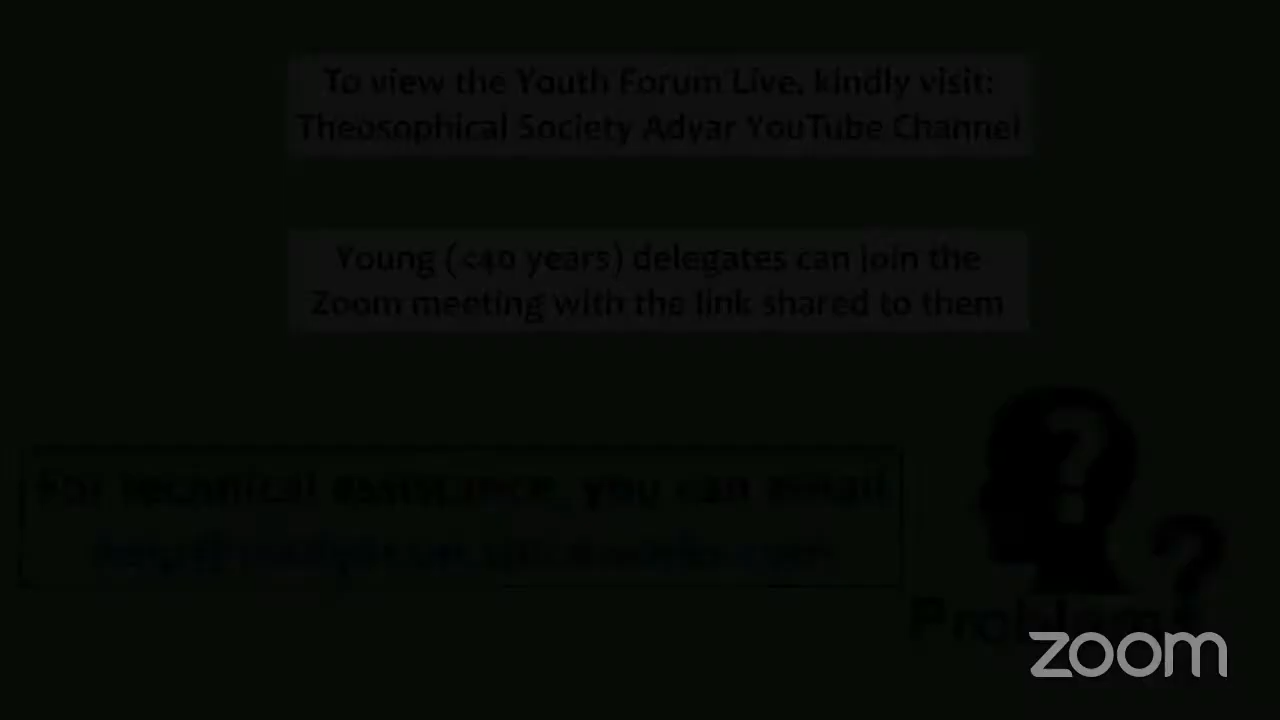 To view the Youth Forum Live, kindly visit:
Theosophical Society Adyar YouTube Channel
Young (<40 years) delegates can join the
Zoom meeting with the link shared to them
For technical assistance, you can email
Problem?
zoom